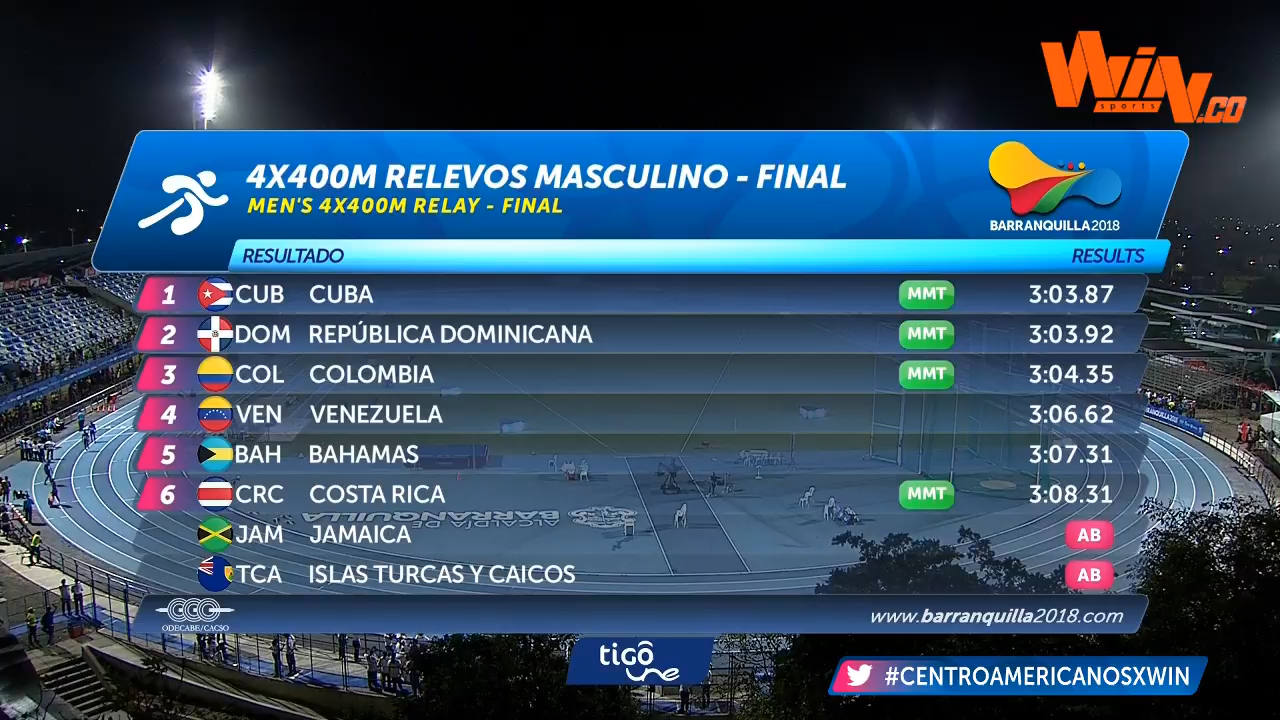 WIN sports .CO
4X400M RELEVOS MASCULINO - FINAL
MEN'S 4X400M RELAY - FINAL
BARRANQUILLA2018
RESULTADO RESULTS
1 CUB CUBA MMT 3:03.87
2 DOM REPÚBLICA DOMINICANA MMT 3:03.92
3 COL COLOMBIA MMT 3:04.35
4 VEN VENEZUELA 3:06.62
5 BAH BAHAMAS 3:07.31
6 CRC COSTA RICA MMT 3:08.31
ALCALDÍA DE
JAM JAMAICA AB
TCA ISLAS TURCAS Y CAICOS AB
ODECABE/CACSO www.barranquilla2018.com
tigo une
#CENTROAMERICANOSXWIN